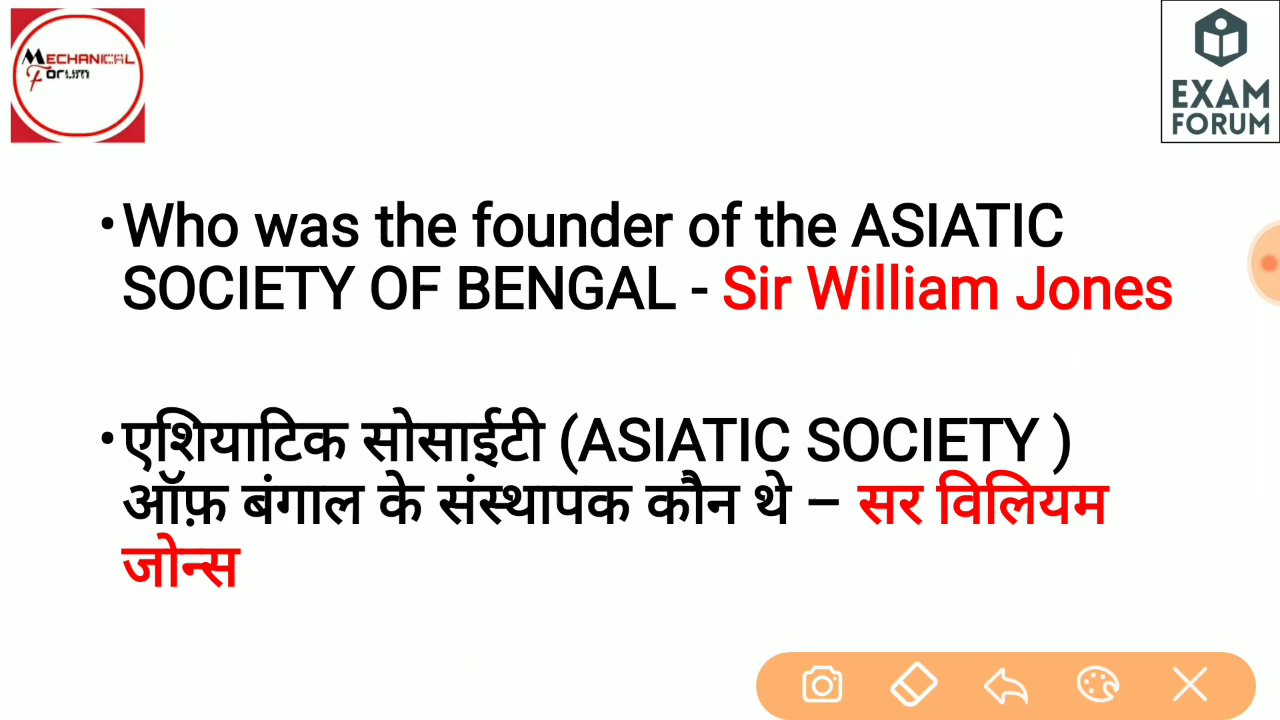 MECHANICAL
Forum
EXAM
FORUM
•Who was the founder of the ASIATIC
SOCIETY OF BENGAL - Sir William Jones
•एशियाटिक सोसाईटी (ASIATIC SOCIETY )
ऑफ़ बंगाल के संस्थापक कौन थे – सर विलियम
जोन्स